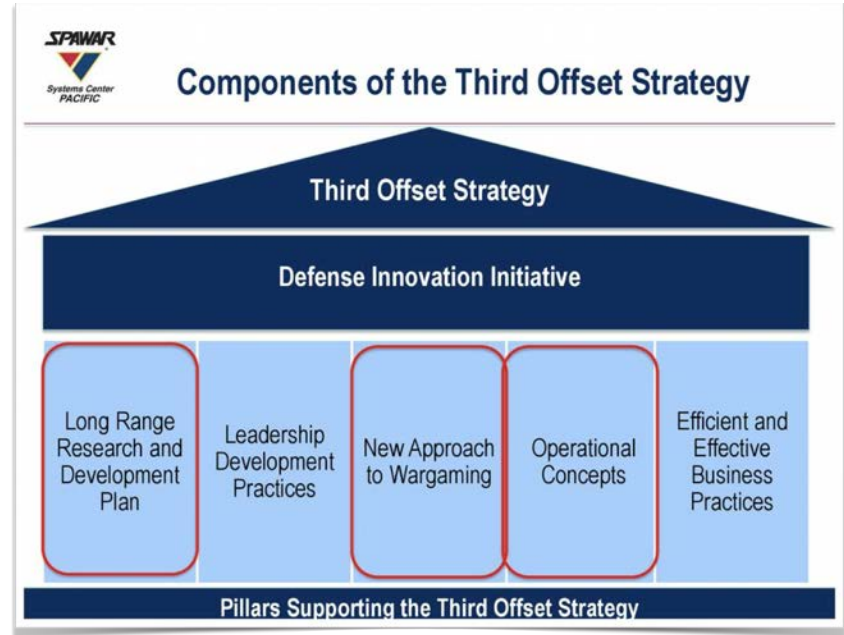 SPAWAR
Systems Center
PACIFIC
Components of the Third Offset Strategy
Third Offset Strategy
Defense Innovation Initiative
Long Range
Research and
Development
Plan
Leadership
Development
Practices
New Approach
to Wargaming
Operational
Concepts
Efficient and
Effective
Business
Practices
Pillars Supporting the Third Offset Strategy